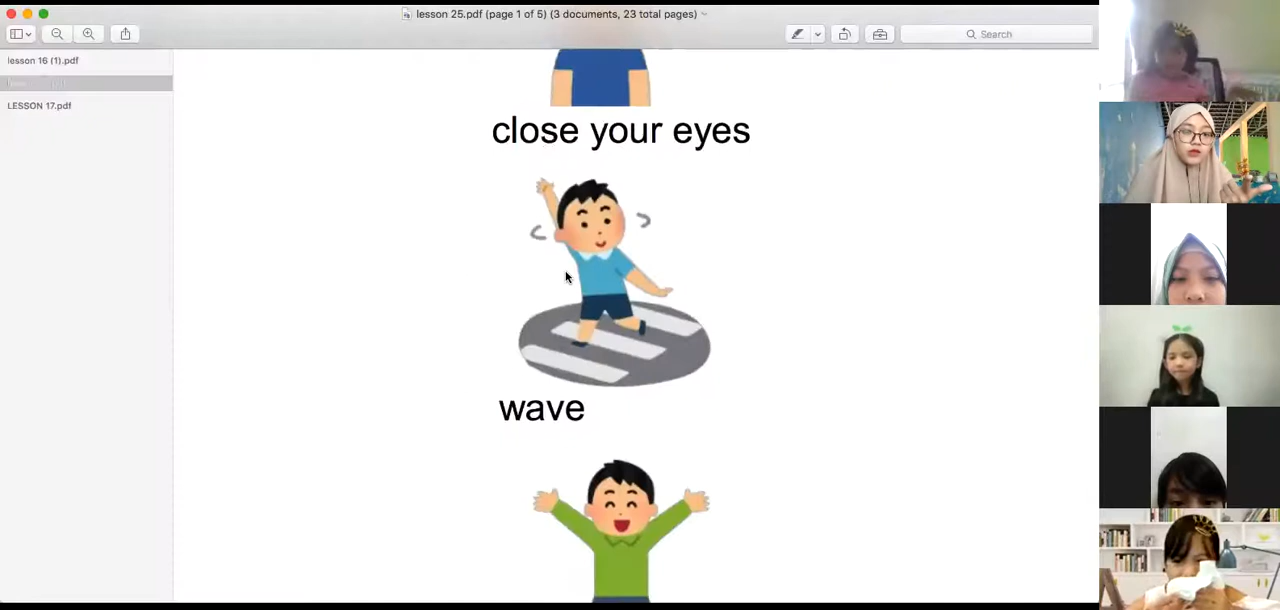 lesson 25.pdf (page 1 of 5) (3 documents, 23 total pages)
Search
lesson 16 (1).pdf
LESSON 17.pdf
close your eyes
wave